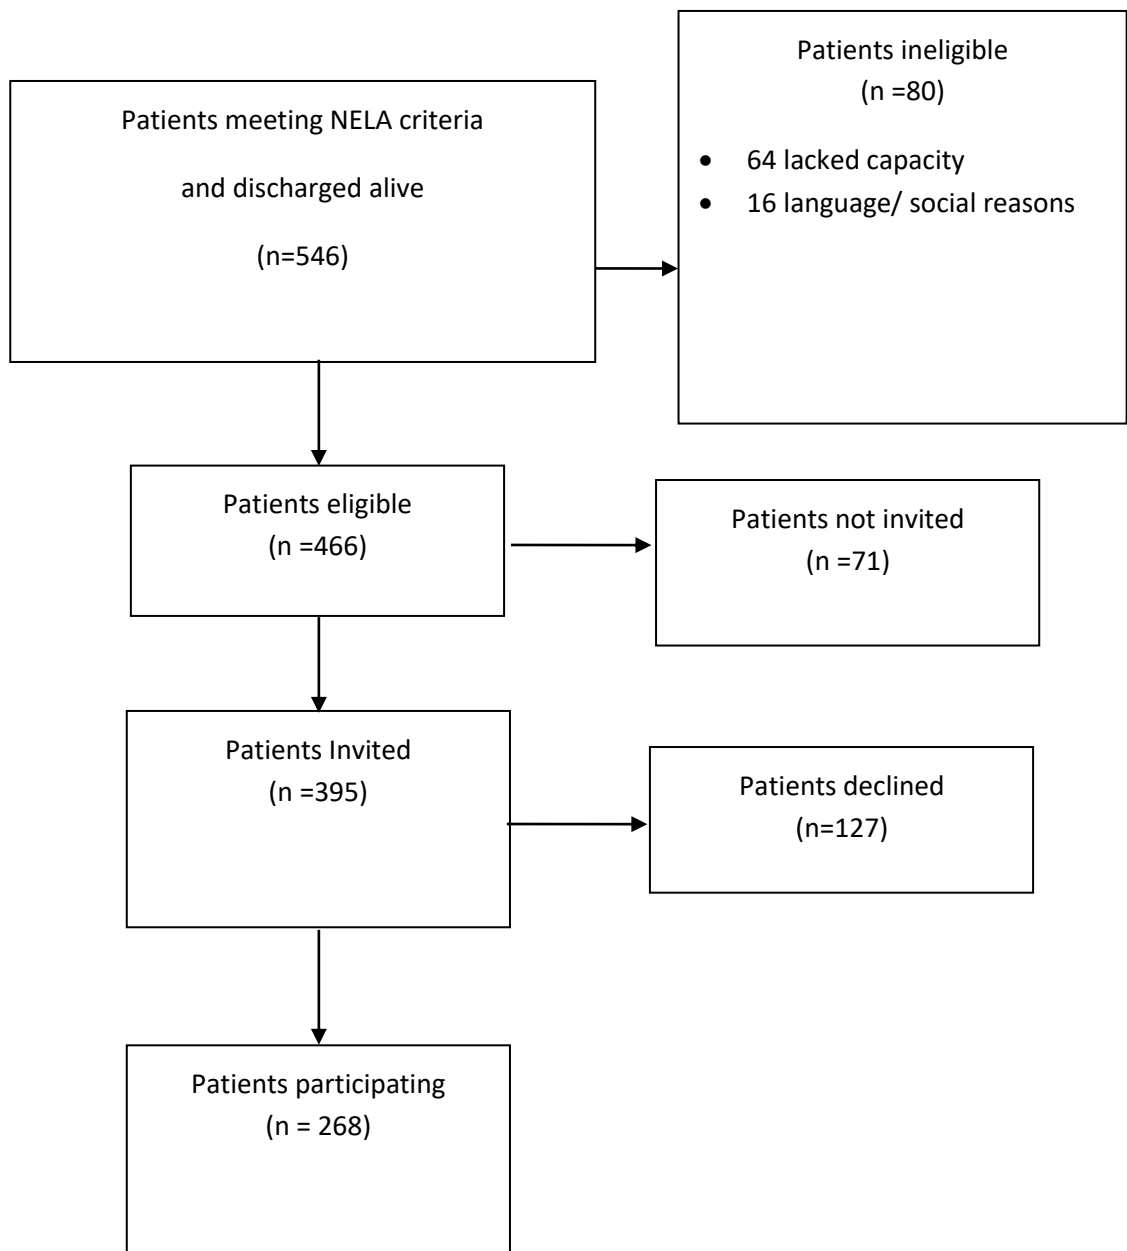 Patients meeting NELA criteria
and discharged alive
(n=546)
Patients ineligible
(n =80)
• 64 lacked capacity
• 16 language/ social reasons
Patients eligible
(n =466)
Patients not invited
(n =71)
Patients Invited
(n =395)
Patients declined
(n=127)
Patients participating
(n = 268)